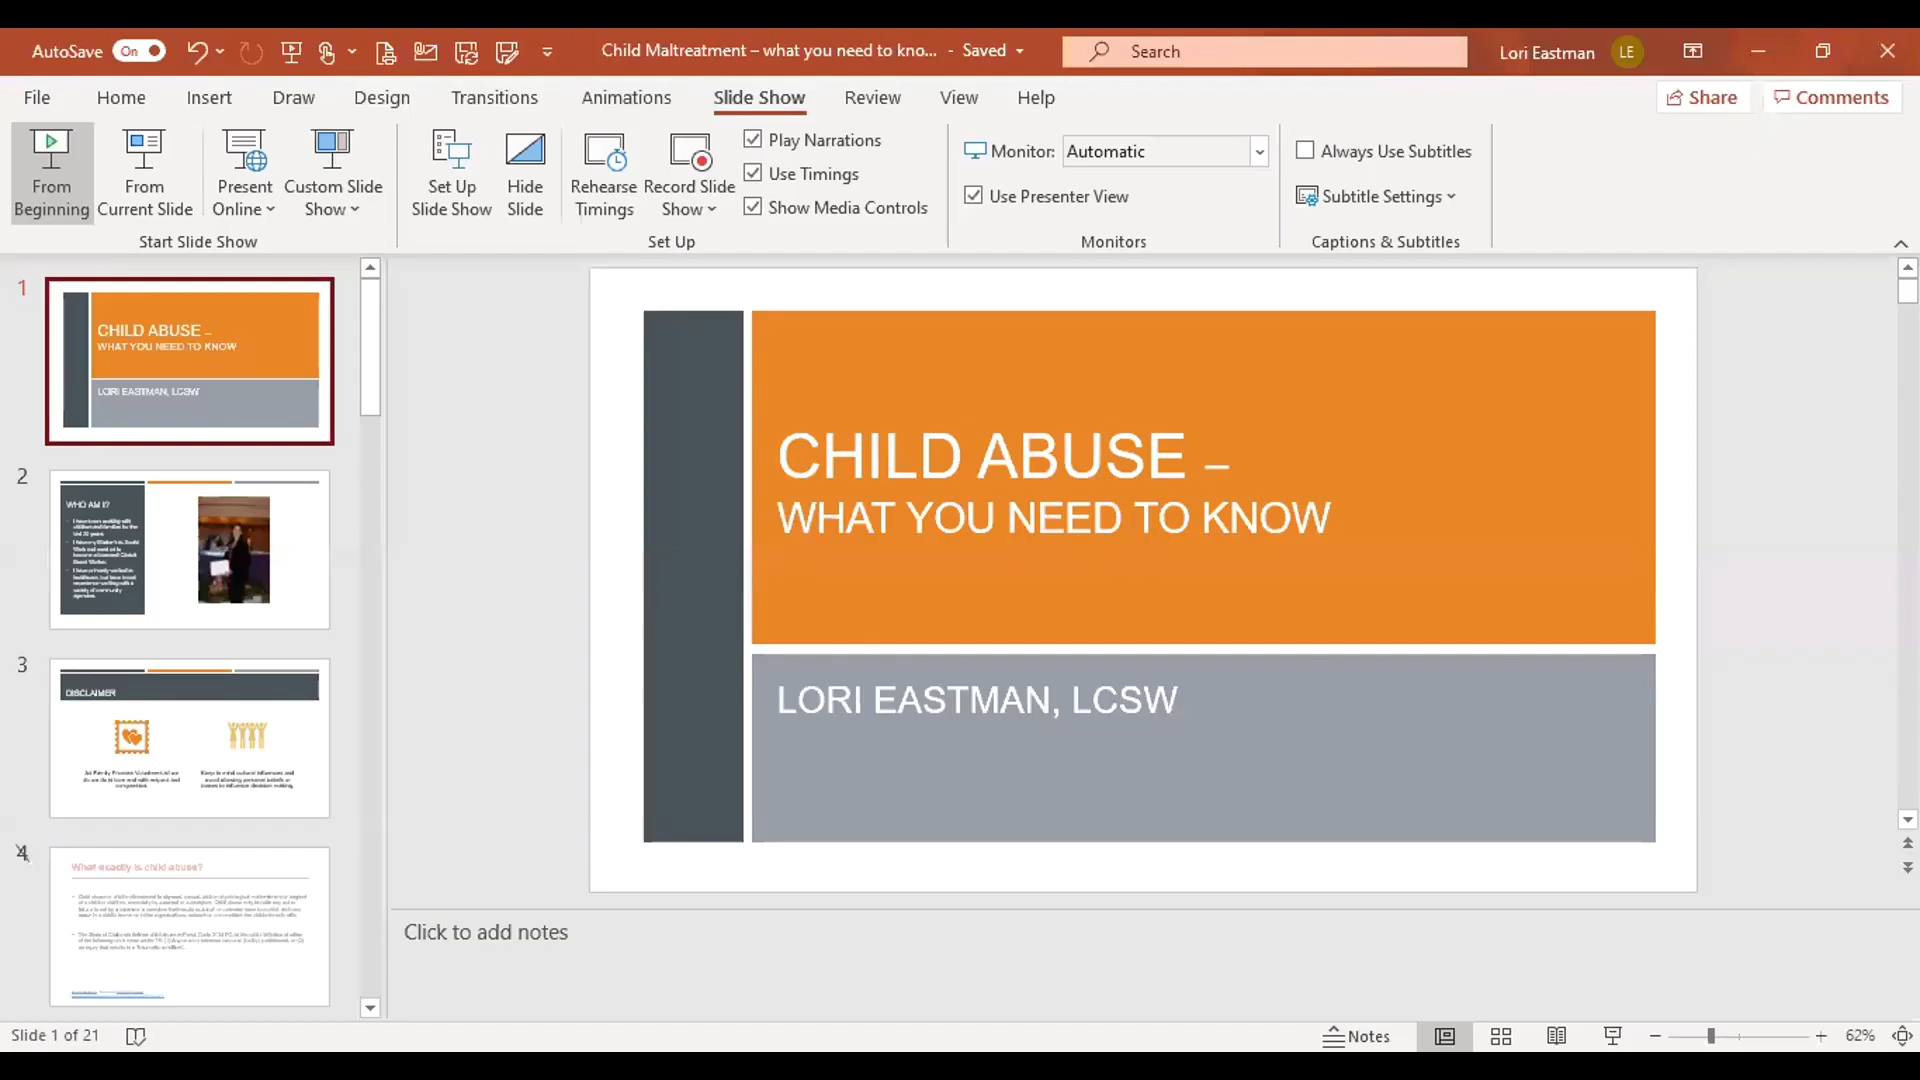 AutoSave On
Child Maltreatment – what you need to kno... - Saved
Search
Lori Eastman LE
File Home Insert Draw Design Transitions Animations Slide Show Review View Help
Share Comments
From Beginning
From Current Slide
Present Online
Custom Slide Show
Start Slide Show
Set Up Slide Show
Hide Slide
Rehearse Timings
Record Slide Show
Play Narrations
Use Timings
Show Media Controls
Set Up
Monitor: Automatic
Use Presenter View
Monitors
Always Use Subtitles
Subtitle Settings
Captions & Subtitles
1
CHILD ABUSE –
WHAT YOU NEED TO KNOW
LORI EASTMAN, LCSW
2
WHO AM I?
3
DISCLAIMER
4
What exactly is child abuse?
CHILD ABUSE –
WHAT YOU NEED TO KNOW
LORI EASTMAN, LCSW
Click to add notes
Slide 1 of 21
Notes
62%